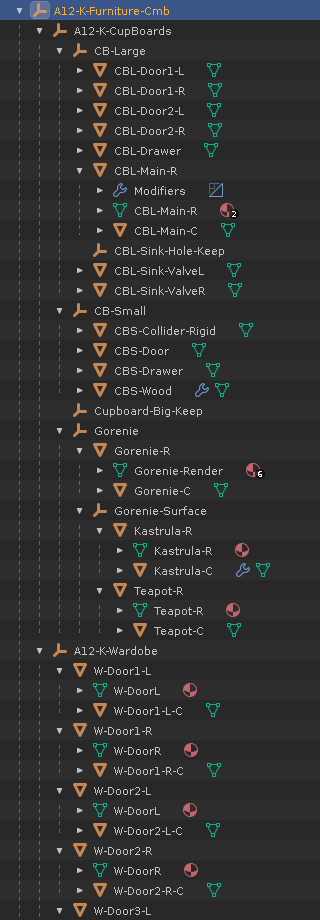 A12-K-Furniture-Cmb
A12-K-CupBoards
CB-Large
CBL-Door1-L
CBL-Door1-R
CBL-Door2-L
CBL-Door2-R
CBL-Drawer
CBL-Main-R
Modifiers
CBL-Main-R 2
CBL-Main-C
CBL-Sink-Hole-Keep
CBL-Sink-ValveL
CBL-Sink-ValveR
CB-Small
CBS-Collider-Rigid
CBS-Door
CBS-Drawer
CBS-Wood
Cupboard-Big-Keep
Gorenie
Gorenie-R
Gorenie-Render 6
Gorenie-C
Gorenie-Surface
Kastrula-R
Kastrula-R
Kastrula-C
Teapot-R
Teapot-R
Teapot-C
A12-K-Wardobe
W-Door1-L
W-DoorL
W-Door1-L-C
W-Door1-R
W-DoorR
W-Door1-R-C
W-Door2-L
W-DoorL
W-Door2-L-C
W-Door2-R
W-DoorR
W-Door2-R-C
W-Door3-L